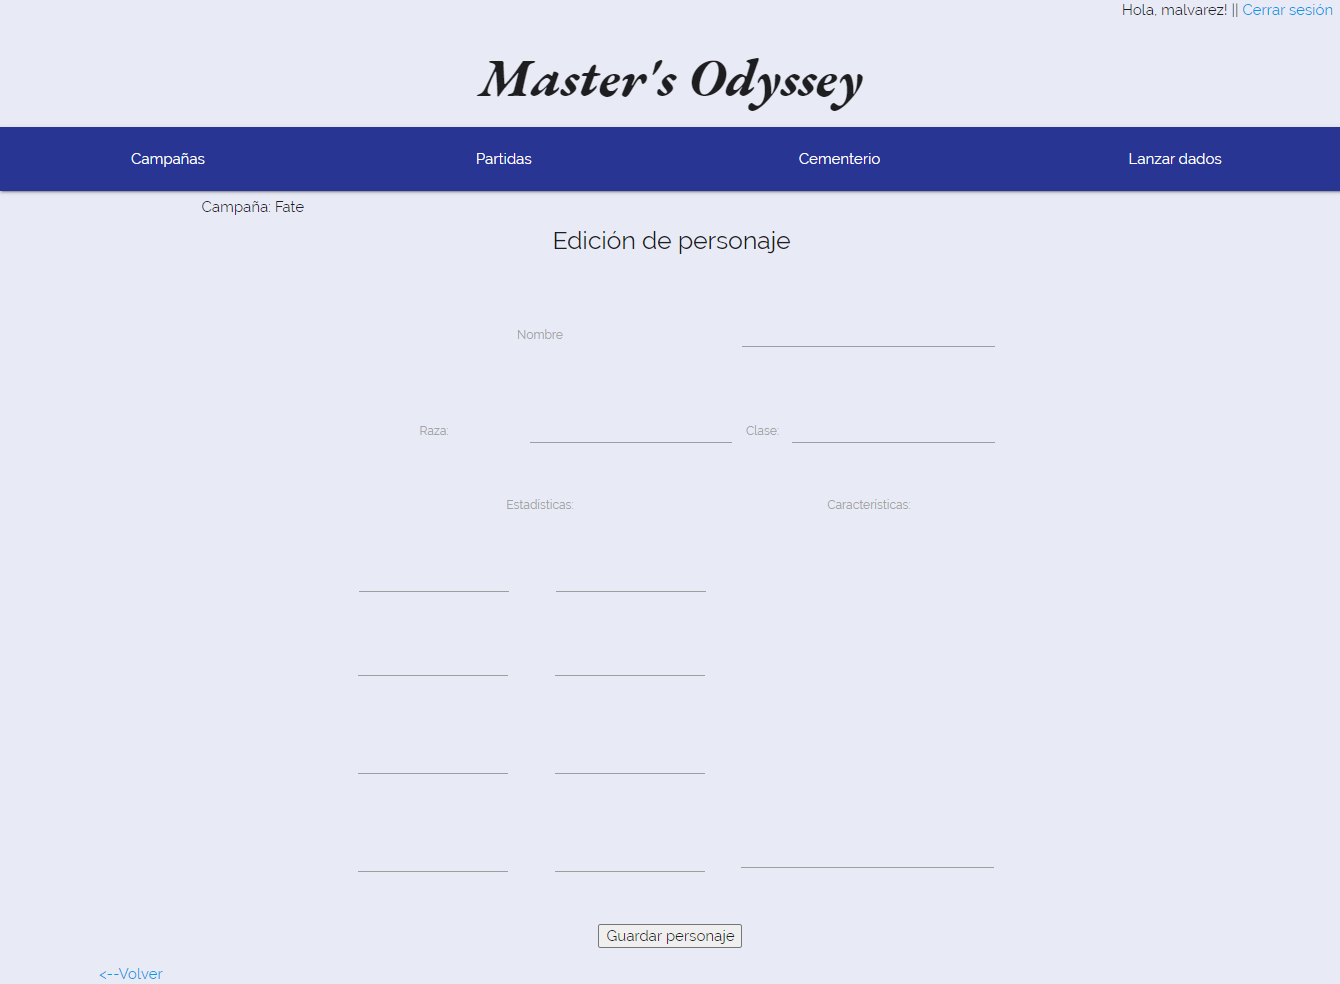 Hola, malvarez! || Cerrar sesión
Master's Odyssey
Campañas Partidas Cementerio Lanzar dados
Campaña: Fate
Edición de personaje
Nombre
Raza: Clase:
Estadisticas: Caracteristicas:
Guardar personaje
<--Volver